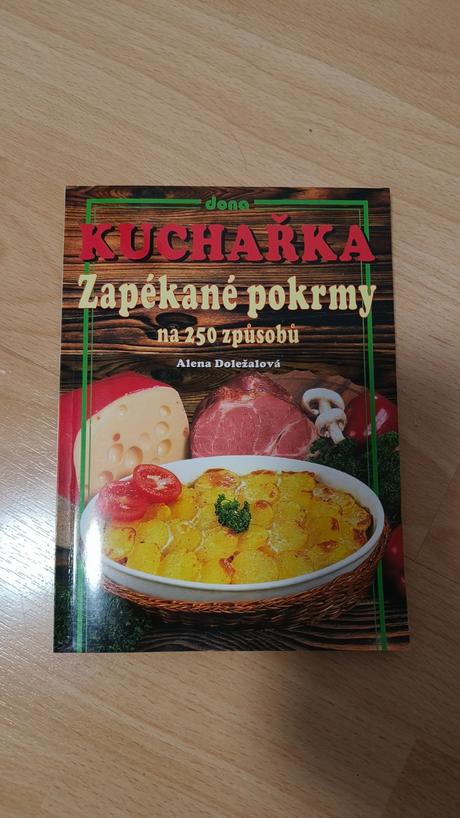 dona
KUCHAŘKA
Zapékané pokrmy
na 250 způsobů
Alena Doležalová